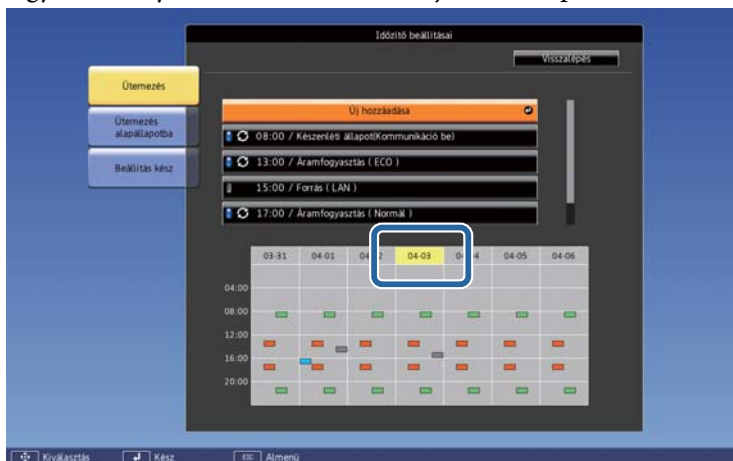 Időzítő beállításai
Visszalépés
Ütemezés
Ütemezés
alapállapotba
Beállítás kész
Új hozzáadása
08:00 / Készenléti állapot(Kommunikáció be)
13:00 / Áramfogyasztás ( ECO )
15:00 / Forrás ( LAN )
17:00 / Áramfogyasztás ( Normál )
03-31 04-01 04-03 04-05 04-06
04:00
08:00
12:00
16:00
20:00
Kiválasztás Kész ESC Almenü